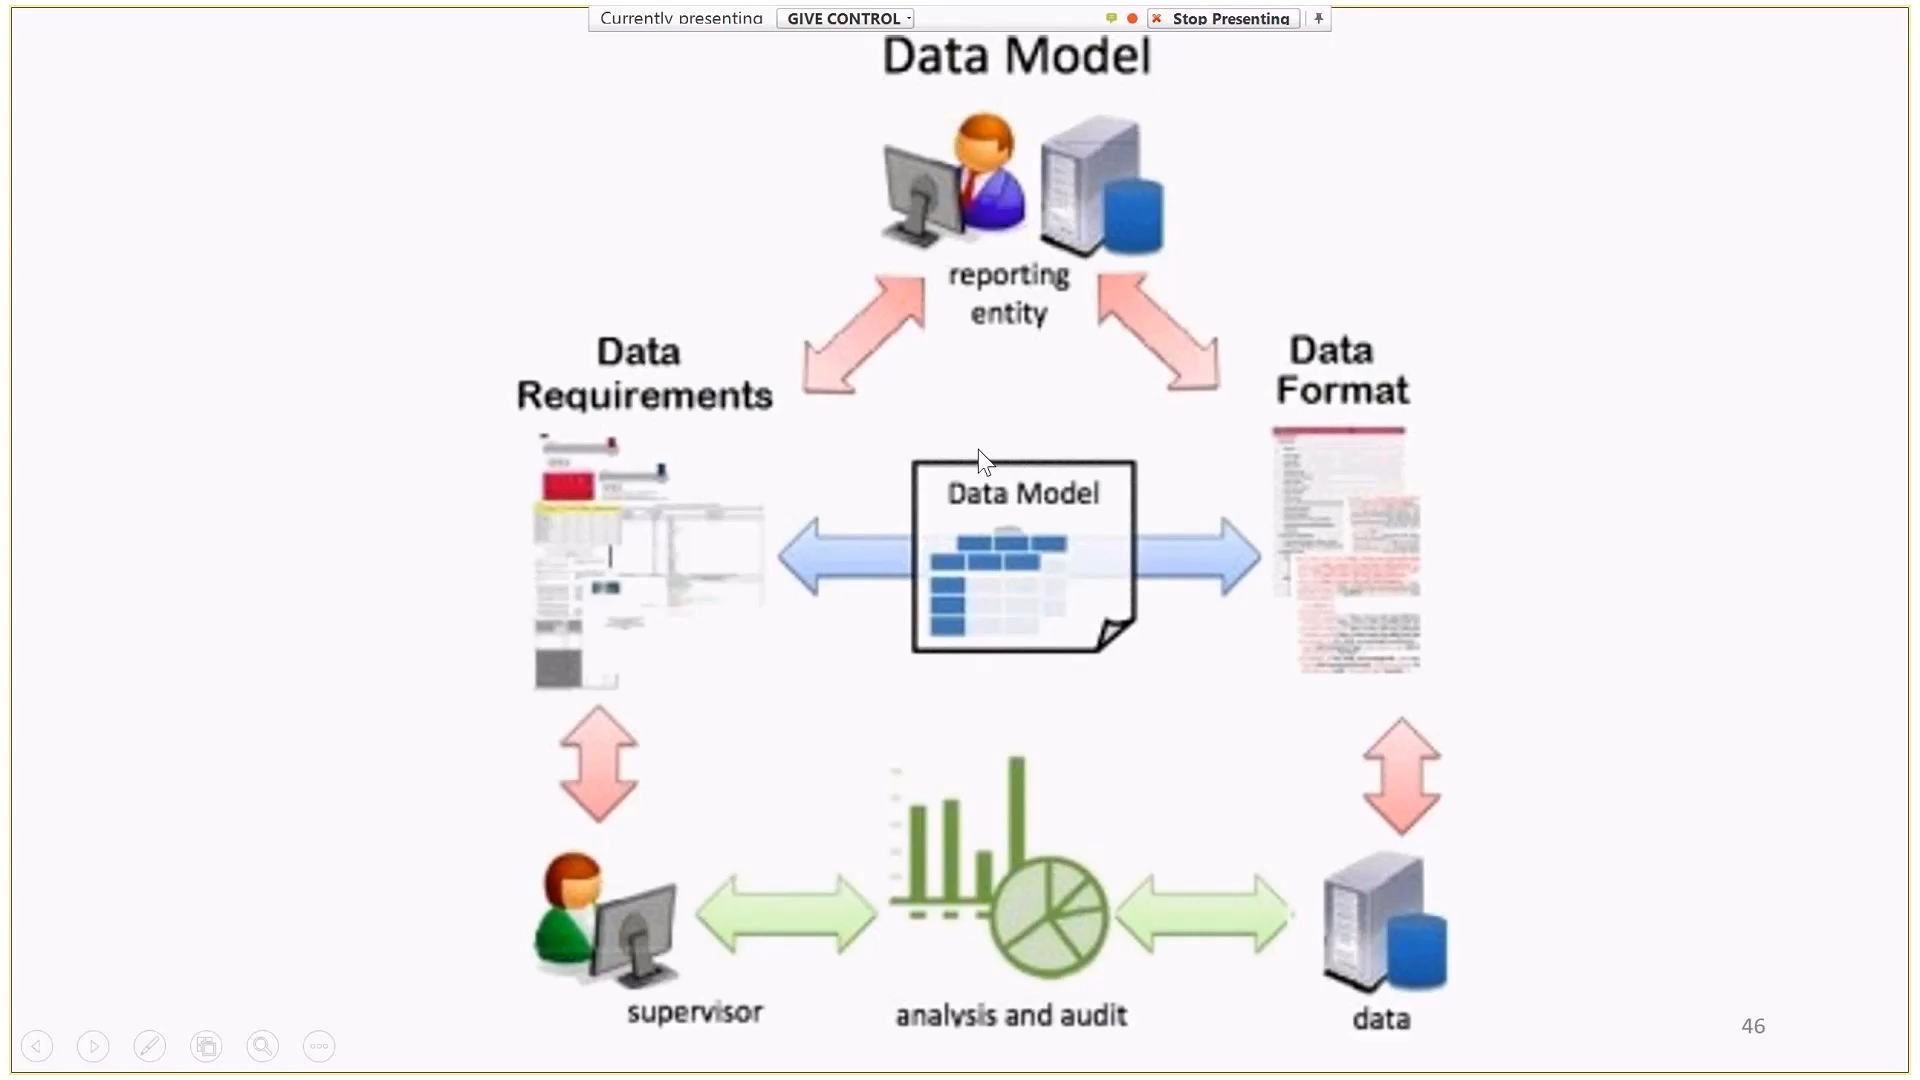 Currently presenting
GIVE CONTROL
Stop Presenting
Data Model
reporting
entity
Data
Requirements
Data
Format
Data Model
supervisor
analysis and audit
data
46